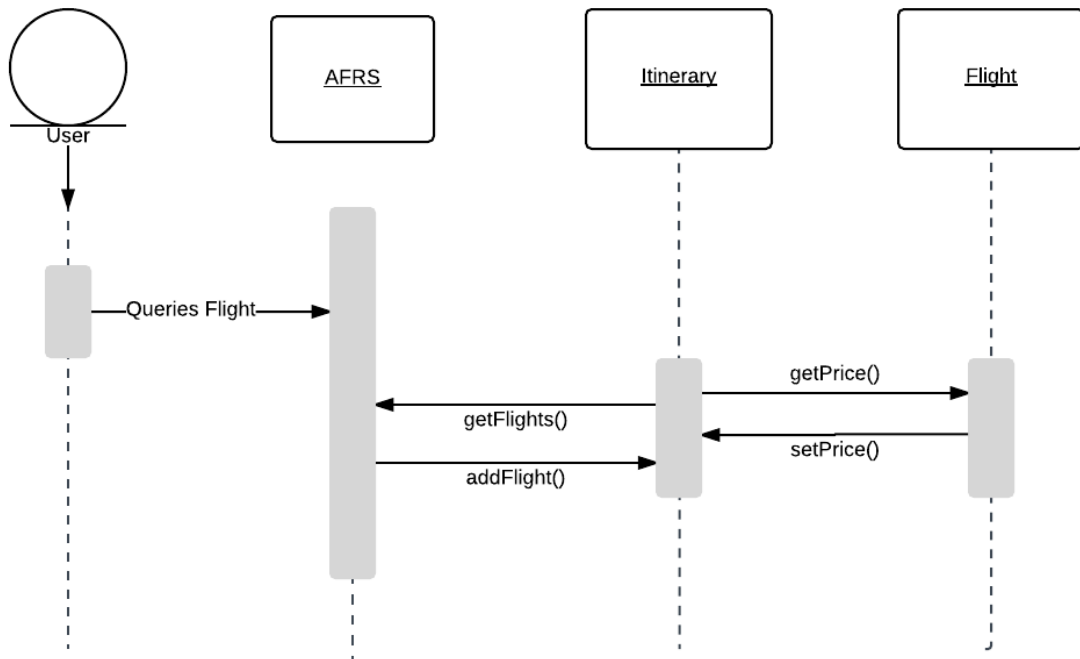 AFRS
Itinerary
Flight
User
Queries Flight
getPrice()
getFlights()
setPrice()
addFlight()